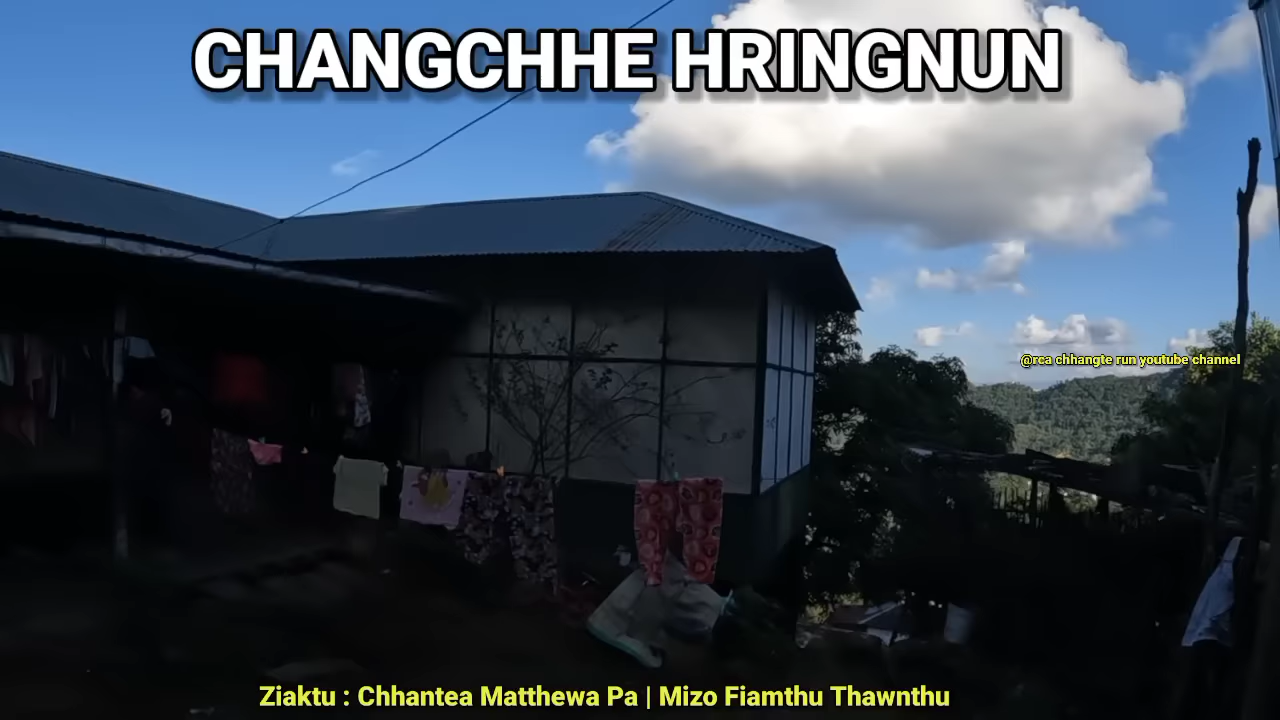 CHANGCHHE HRINGNUN
@rca chhangte run youtube channel
Ziaktu : Chhantea Matthewa Pa | Mizo Fiamthu Thawnthu